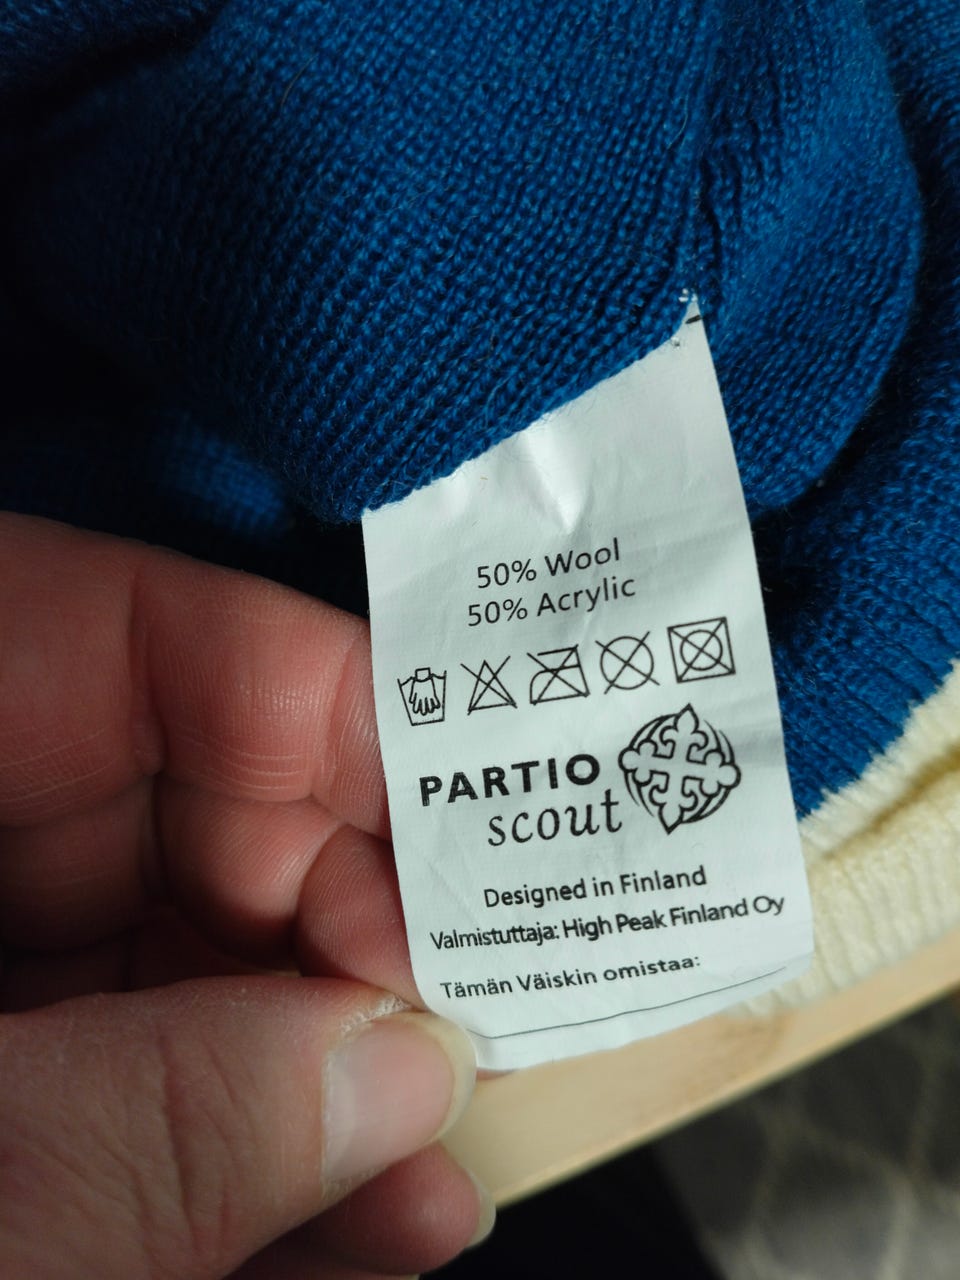 50% Wool
50% Acrylic
PARTIO
scout
Designed in Finland
Valmistuttaja: High Peak Finland Oy
Tämän Väiskin omistaa: